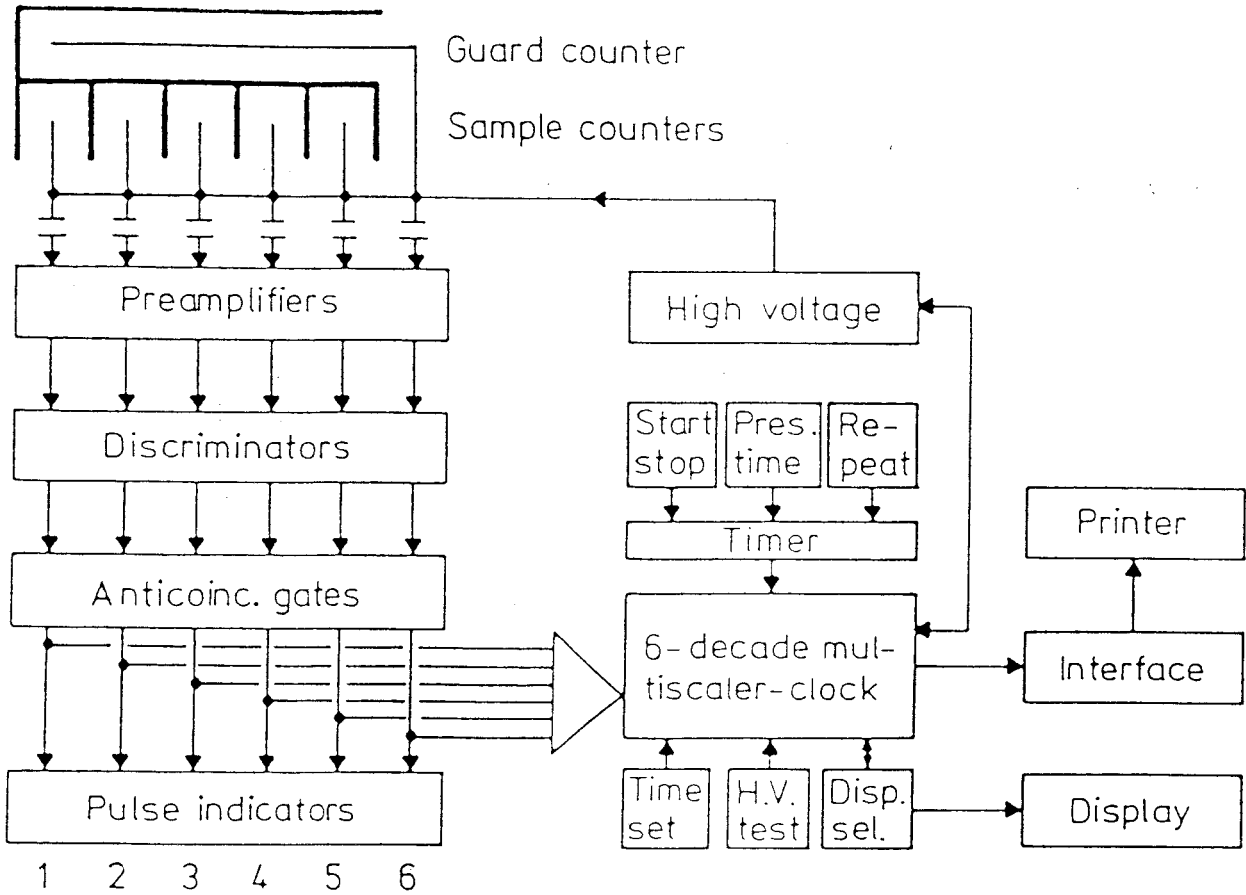 Guard counter
Sample counters
Preamplifiers
High voltage
Discriminators
Start
stop
Pres.
time
Re-
peat
Timer
Printer
Anticoinc. gates
6-decade mul-
tiscaler-clock
Interface
Pulse indicators
Time
set
H.V.
test
Disp.
sel.
Display
1 2 3 4 5 6